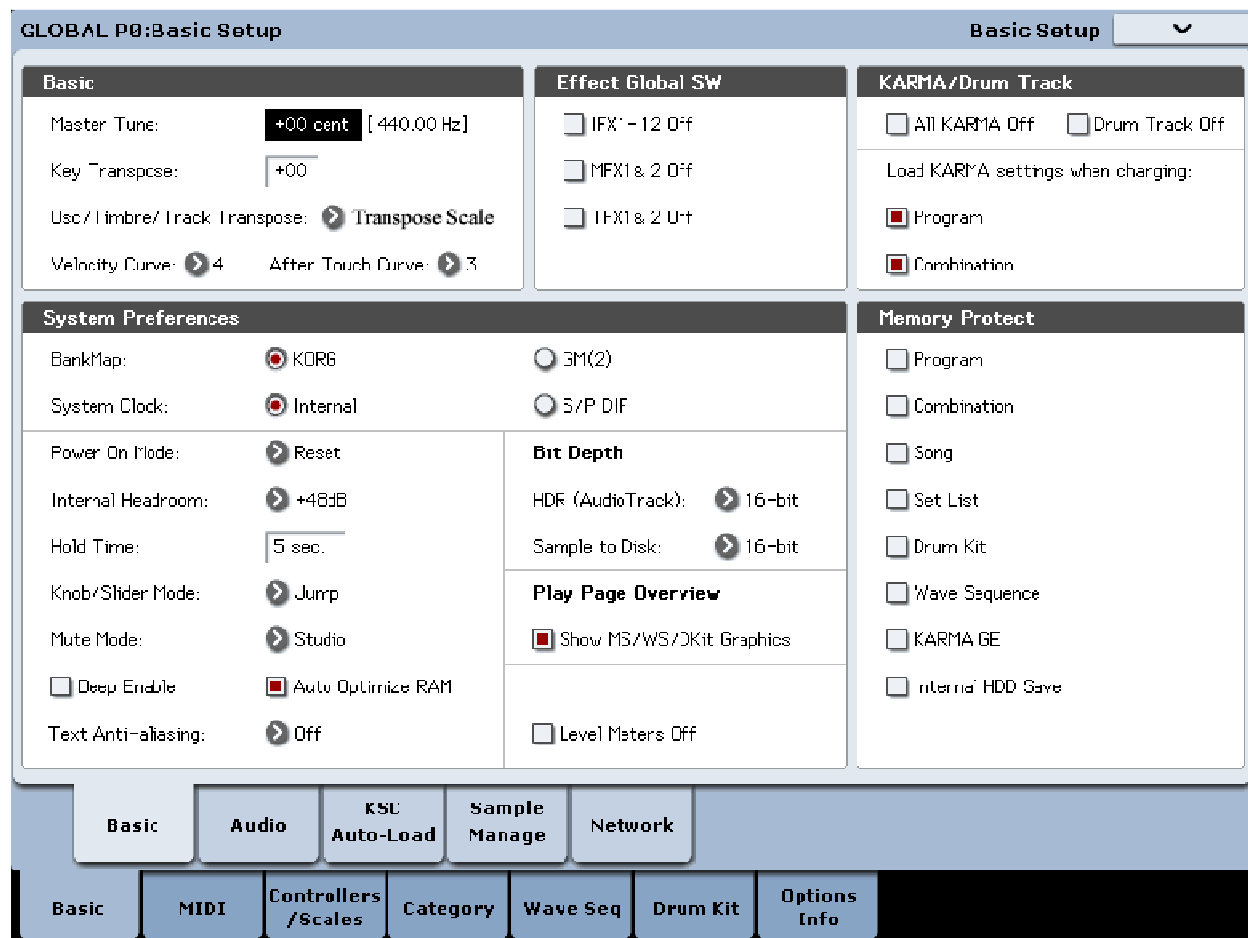 GLOBAL P0:Basic Setup
Basic Setup
Basic
Master Tune: +00 cent [440.00 Hz]
Key Transpose: +00
Use/Timbre/Track Transpose: Transpose Scale
Velocity Curve: 4 After Touch Curve: 3
Effect Global SW
IFX1-12 Off
MFX1 & 2 Off
TFX1 & 2 Off
KARMA/Drum Track
All KARMA Off Drum Track Off
Load KARMA settings when charging:
Program
Combination
System Preferences
BankMap: KORG GM(2)
System Clock: Internal S/P DIF
Power On Mode: Reset
Internal Headroom: +48dB
Hold Time: 5 sec.
Knob/Slider Mode: Jump
Mute Mode: Studio
Beep Enable Auto Optimize RAM
Text Anti-aliasing: Off
Bit Depth
HDR (AudioTrack): 16-bit
Sample to Disk: 16-bit
Play Page Overview
Show MS/WS/DKit Graphics
Level Meters Off
Memory Protect
Program
Combination
Song
Set List
Drum Kit
Wave Sequence
KARMA GE
Internal HDD Save
Basic
Audio
KSC
Auto-Load
Sample
Manage
Network
Basic
MIDI
Controllers
/Scales
Category
Wave Seq
Drum Kit
Options
Info